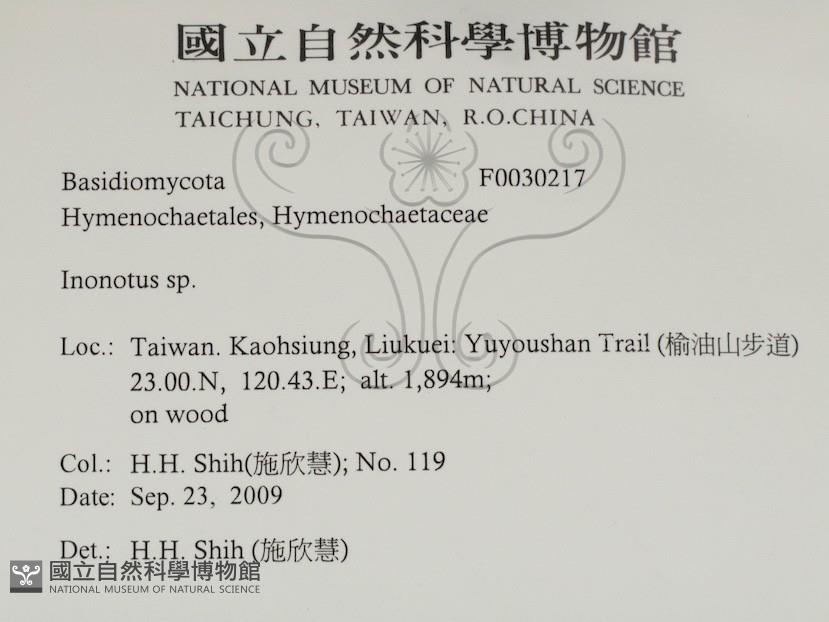 國立自然科學博物館
NATIONAL MUSEUM OF NATURAL SCIENCE
TAICHUNG, TAIWAN, R.O.CHINA
Basidiomycota F0030217
Hymenochaetales, Hymenochaetaceae
Inonotus sp.
Loc.: Taiwan. Kaohsiung, Liukuei: Yuyoushan Trail (榆油山步道)
23.00.N, 120.43.E; alt. 1,894m;
on wood
Col.: H.H. Shih(施欣慧); No. 119
Date: Sep. 23, 2009
Det.: H.H. Shih (施欣慧)
國立自然科學博物館
NATIONAL MUSEUM OF NATURAL SCIENCE